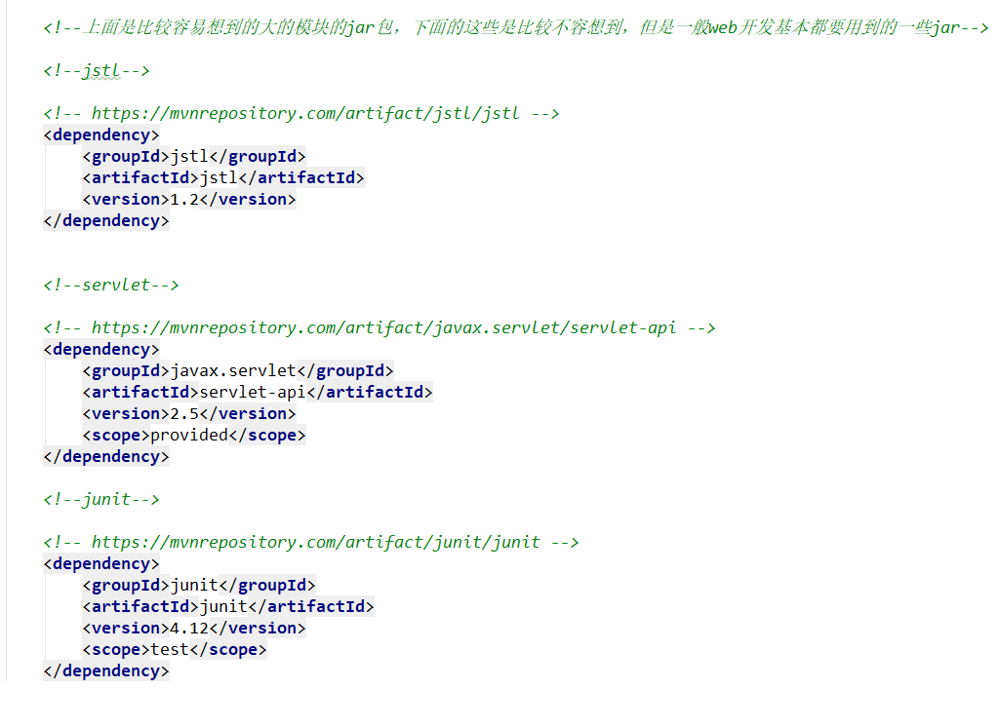 <!--上面是比较容易想到的大的模块的jar包，下面的这些是比较不容想到，但是一般web开发基本都要用到的一些jar-->
<!--jstl-->
<!-- https://mvnrepository.com/artifact/jstl/jstl -->
<dependency>
<groupId>jstl</groupId>
<artifactId>jstl</artifactId>
<version>1.2</version>
</dependency>
<!--servlet-->
<!-- https://mvnrepository.com/artifact/javax.servlet/servlet-api -->
<dependency>
<groupId>javax.servlet</groupId>
<artifactId>servlet-api</artifactId>
<version>2.5</version>
<scope>provided</scope>
</dependency>
<!--junit-->
<!-- https://mvnrepository.com/artifact/junit/junit -->
<dependency>
<groupId>junit</groupId>
<artifactId>junit</artifactId>
<version>4.12</version>
<scope>test</scope>
</dependency>